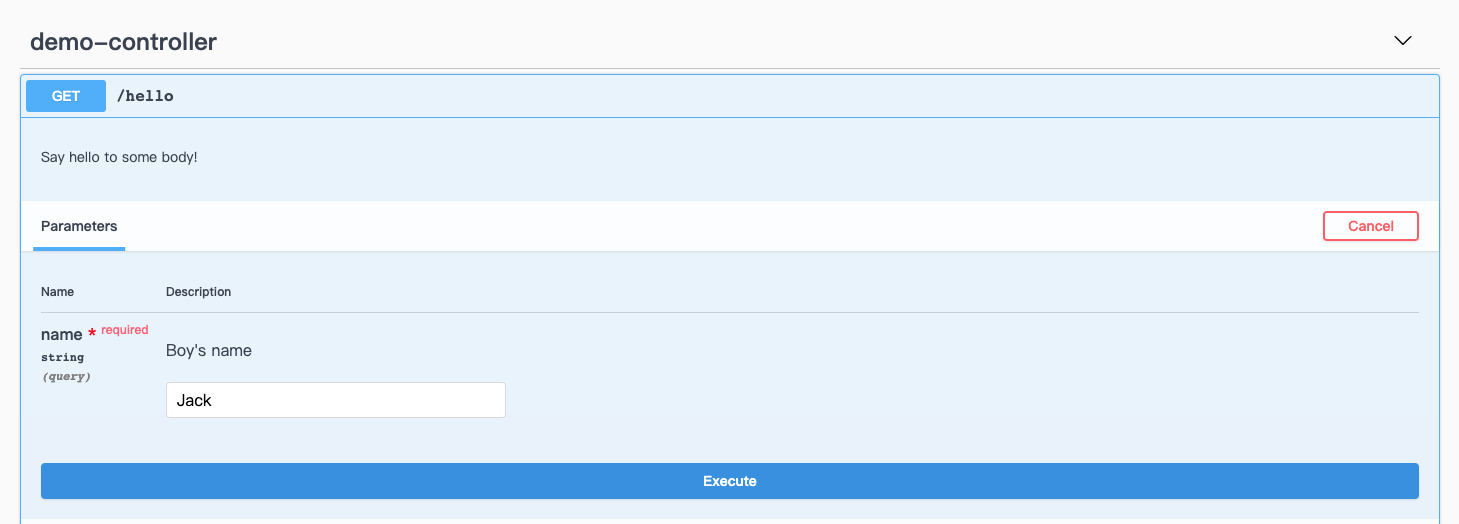 demo-controller
GET /hello
Say hello to some body!
Parameters Cancel
Name Description
name * required
string
(query)
Boy's name
Jack
Execute